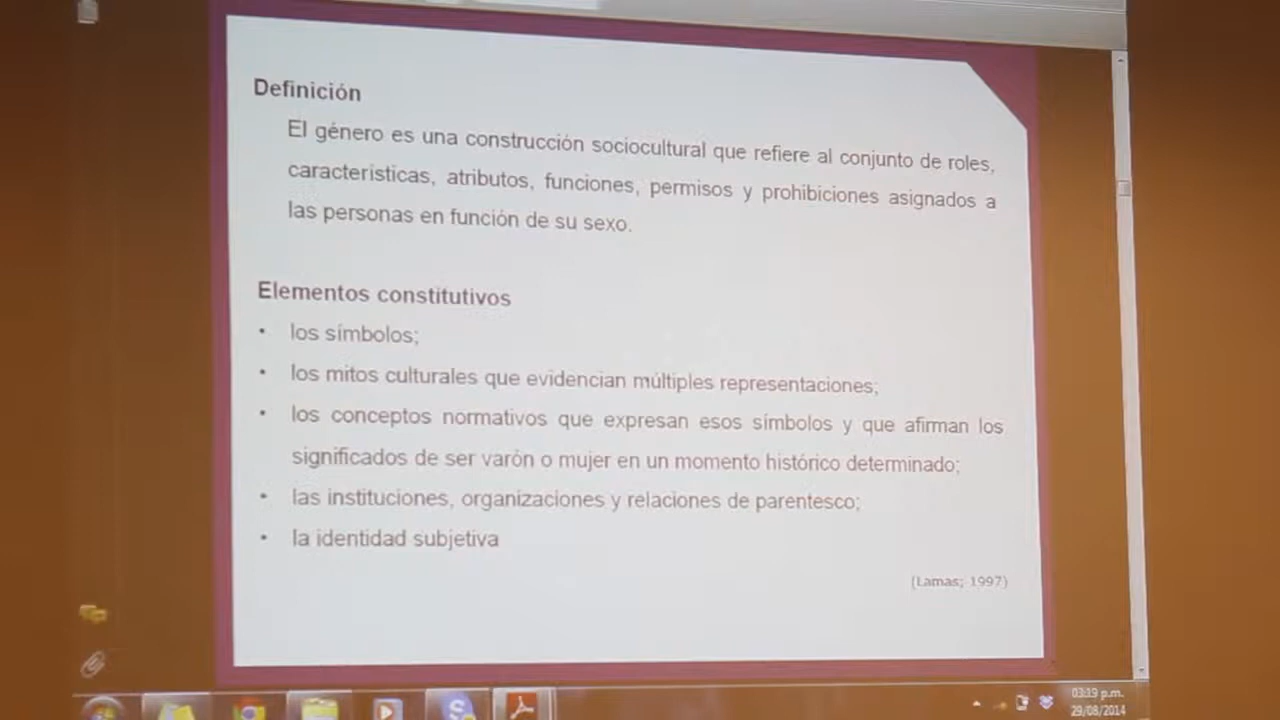 Definición
El género es una construcción sociocultural que refiere al conjunto de roles,
características, atributos, funciones, permisos y prohibiciones asignados a
las personas en función de su sexo.
Elementos constitutivos
• los símbolos;
• los mitos culturales que evidencian múltiples representaciones;
• los conceptos normativos que expresan esos símbolos y que afirman los
significados de ser varón o mujer en un momento histórico determinado;
• las instituciones, organizaciones y relaciones de parentesco;
• la identidad subjetiva
(Lamas; 1997)
03:19 p.m.
29/08/2014